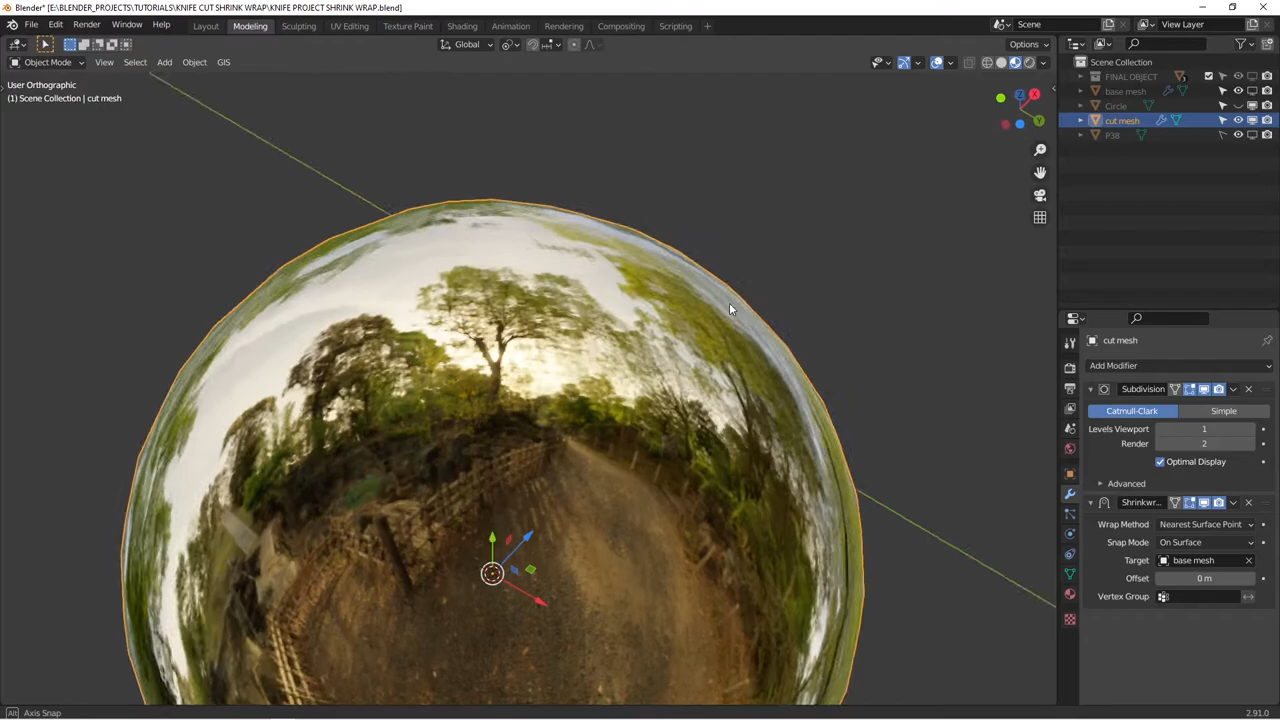 Blender* [E:\BLENDER_PROJECTS\TUTORIALS\KNIFE CUT SHRINK WRAP\KNIFE PROJECT SHRINK WRAP.blend]
File Edit Render Window Help Layout Modeling Sculpting UV Editing Texture Paint Shading Animation Rendering Compositing Scripting Scene View Layer
Global Options
Object Mode View Select Add Object GIS
User Orthographic
(1) Scene Collection | cut mesh
X
Y
Z
Scene Collection
FINAL OBJECT 3
base mesh
Circle
cut mesh
P38
cut mesh
Add Modifier
Subdivision
Catmull-Clark Simple
Levels Viewport 1
Render 2
Optimal Display
Advanced
Shrinkwr...
Wrap Method Nearest Surface Point
Snap Mode On Surface
Target base mesh
Offset 0 m
Vertex Group
Alt Axis Snap 2.91.0